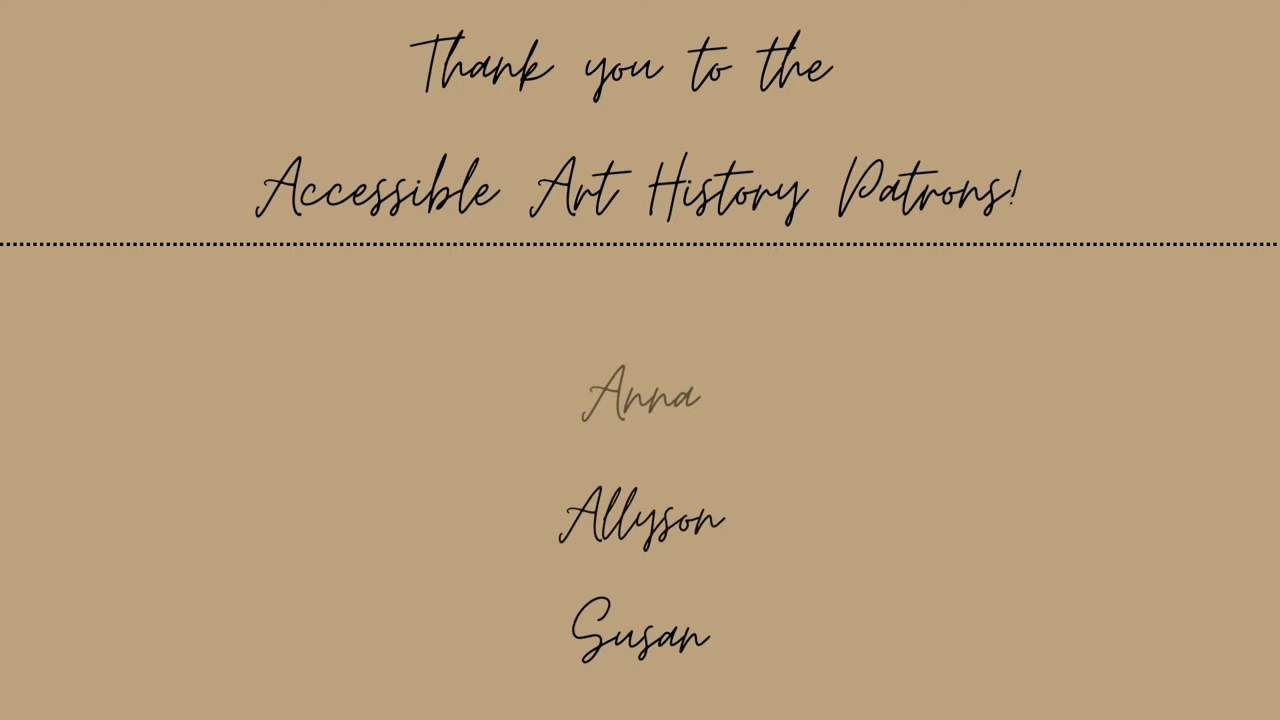 Thank you to the
Accessible Art History Patrons!
Anna
Allyson
Susan